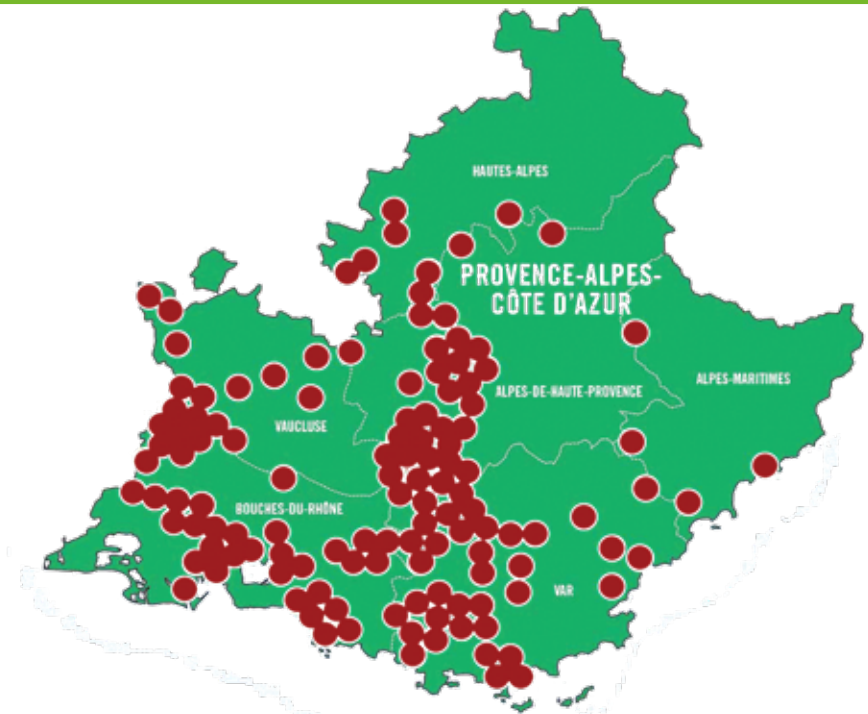 HAUTES-ALPES
PROVENCE-ALPES-
CÔTE D'AZUR
ALPES-MARITIMES
ALPES-DE-HAUTE-PROVENCE
VAUCLUSE
BOUCHES-DU-RHÔNE
VAR